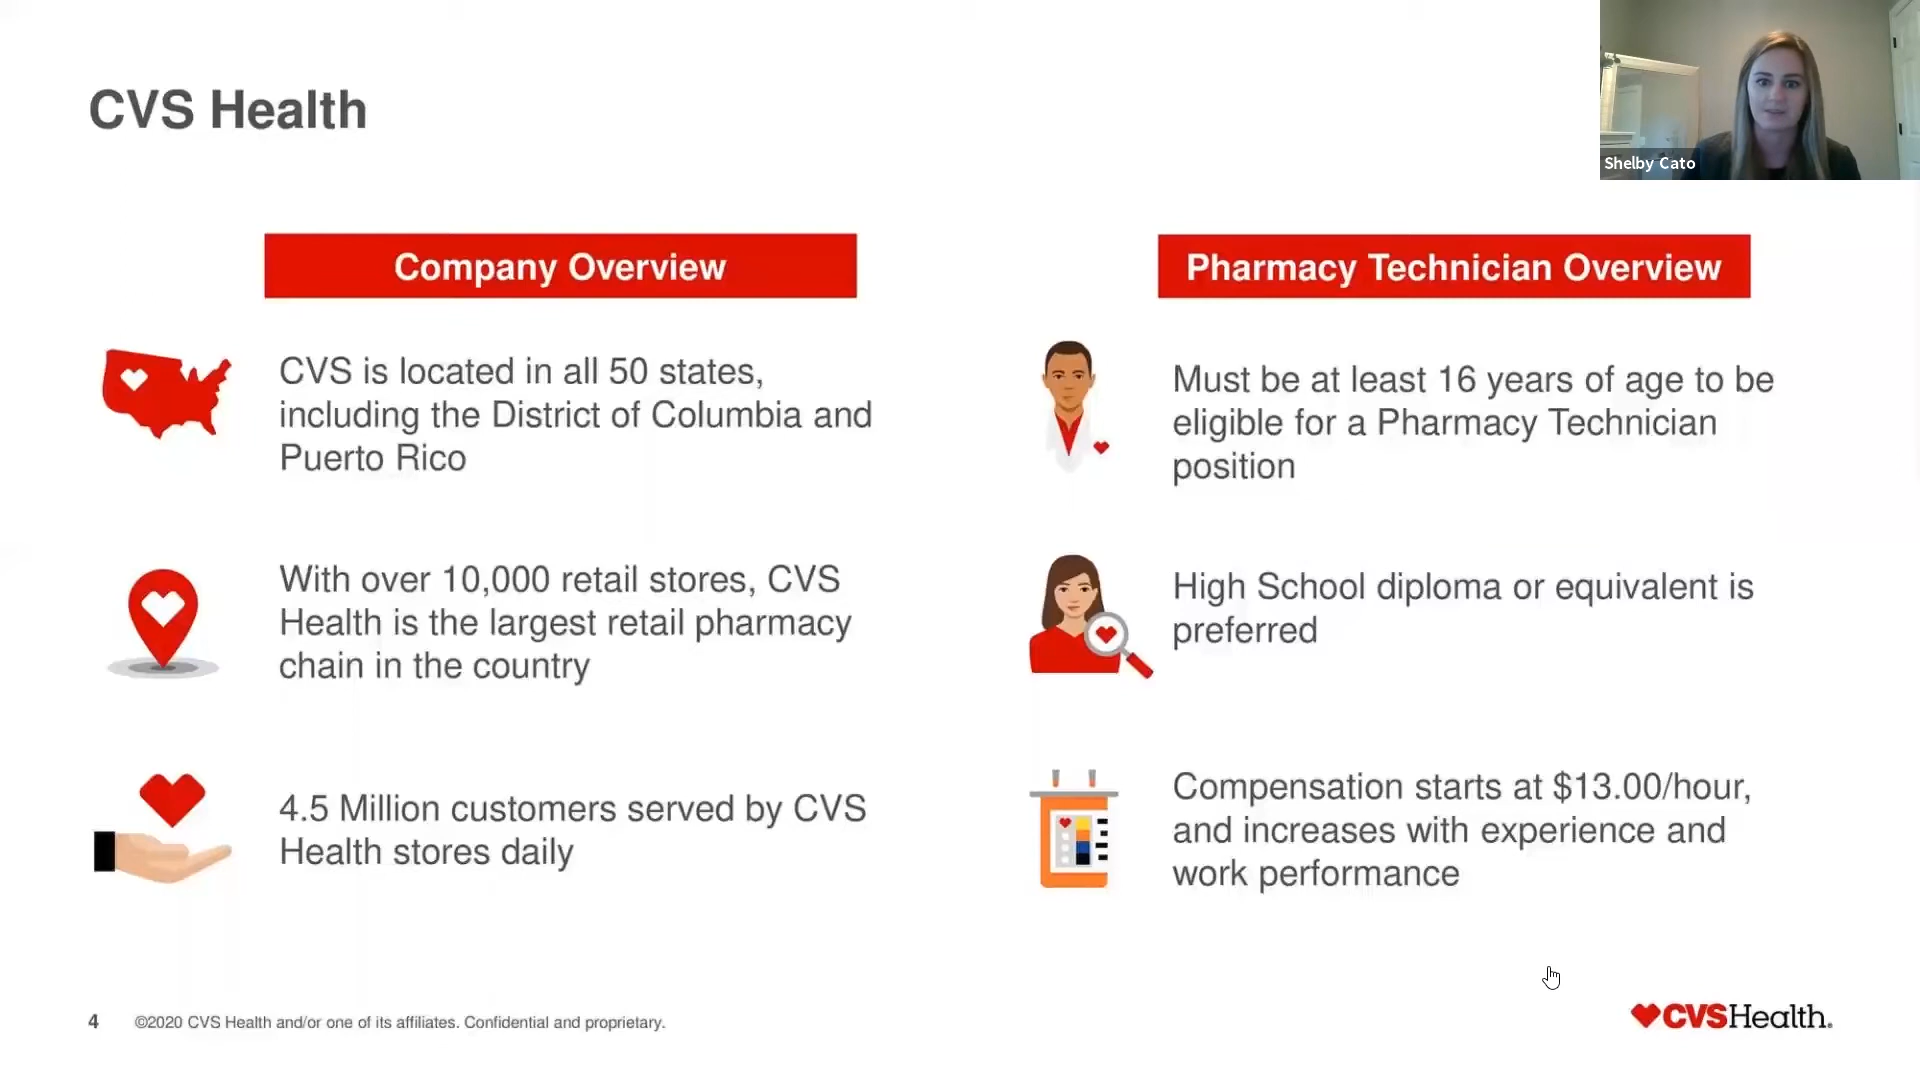 CVS Health
Shelby Cato
Company Overview
CVS is located in all 50 states,
including the District of Columbia and
Puerto Rico
With over 10,000 retail stores, CVS
Health is the largest retail pharmacy
chain in the country
4.5 Million customers served by CVS
Health stores daily
Pharmacy Technician Overview
Must be at least 16 years of age to be
eligible for a Pharmacy Technician
position
High School diploma or equivalent is
preferred
Compensation starts at $13.00/hour,
and increases with experience and
work performance
4 ©2020 CVS Health and/or one of its affiliates. Confidential and proprietary.
CVSHealth.